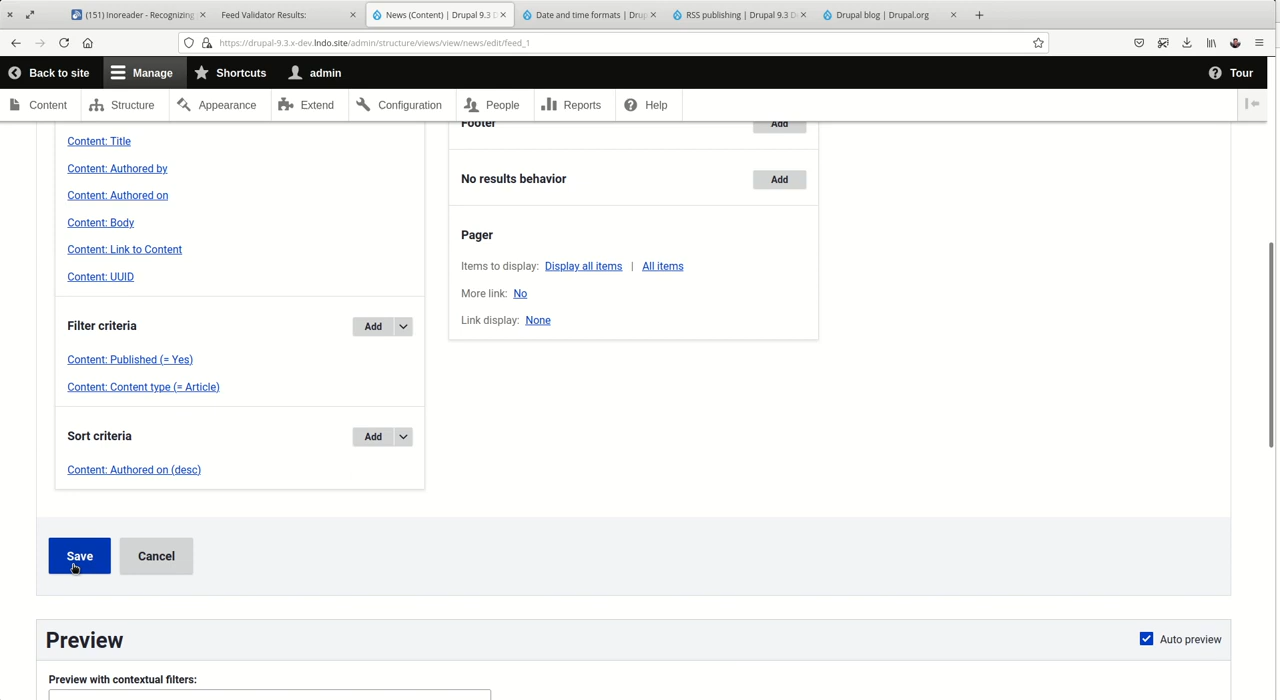 (151) Inoreader - Recognizing
Feed Validator Results:
News (Content) | Drupal 9.3 D
Date and time formats | Drup
RSS publishing | Drupal 9.3 D
Drupal blog | Drupal.org
https://drupal-9.3.x-dev.lndo.site/admin/structure/views/view/news/edit/feed_1
Back to site
Manage
Shortcuts
admin
Tour
Content
Structure
Appearance
Extend
Configuration
People
Reports
Help
Content: Title
Content: Authored by
Content: Authored on
Content: Body
Content: Link to Content
Content: UUID
Filter criteria
Add
Content: Published (= Yes)
Content: Content type (= Article)
Sort criteria
Add
Content: Authored on (desc)
Footer
Add
No results behavior
Add
Pager
Items to display: Display all items | All items
More link: No
Link display: None
Save
Cancel
Preview
Auto preview
Preview with contextual filters: